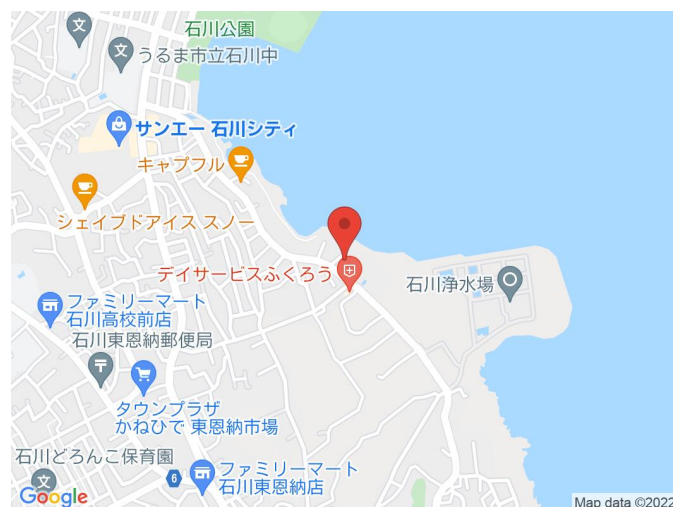 石川公園
文
文
うるま市立石川中
サンエー 石川シティ
キャプフル
シェイブドアイス スノー
デイサービスふくろう
石川浄水場
ファミリーマート
石川高校前店
石川東恩納郵便局
タウンプラザ
かねひで 東恩納市場
石川どろんこ保育園
文
6
ファミリーマート
石川東恩納店
Google
Map data ©2022